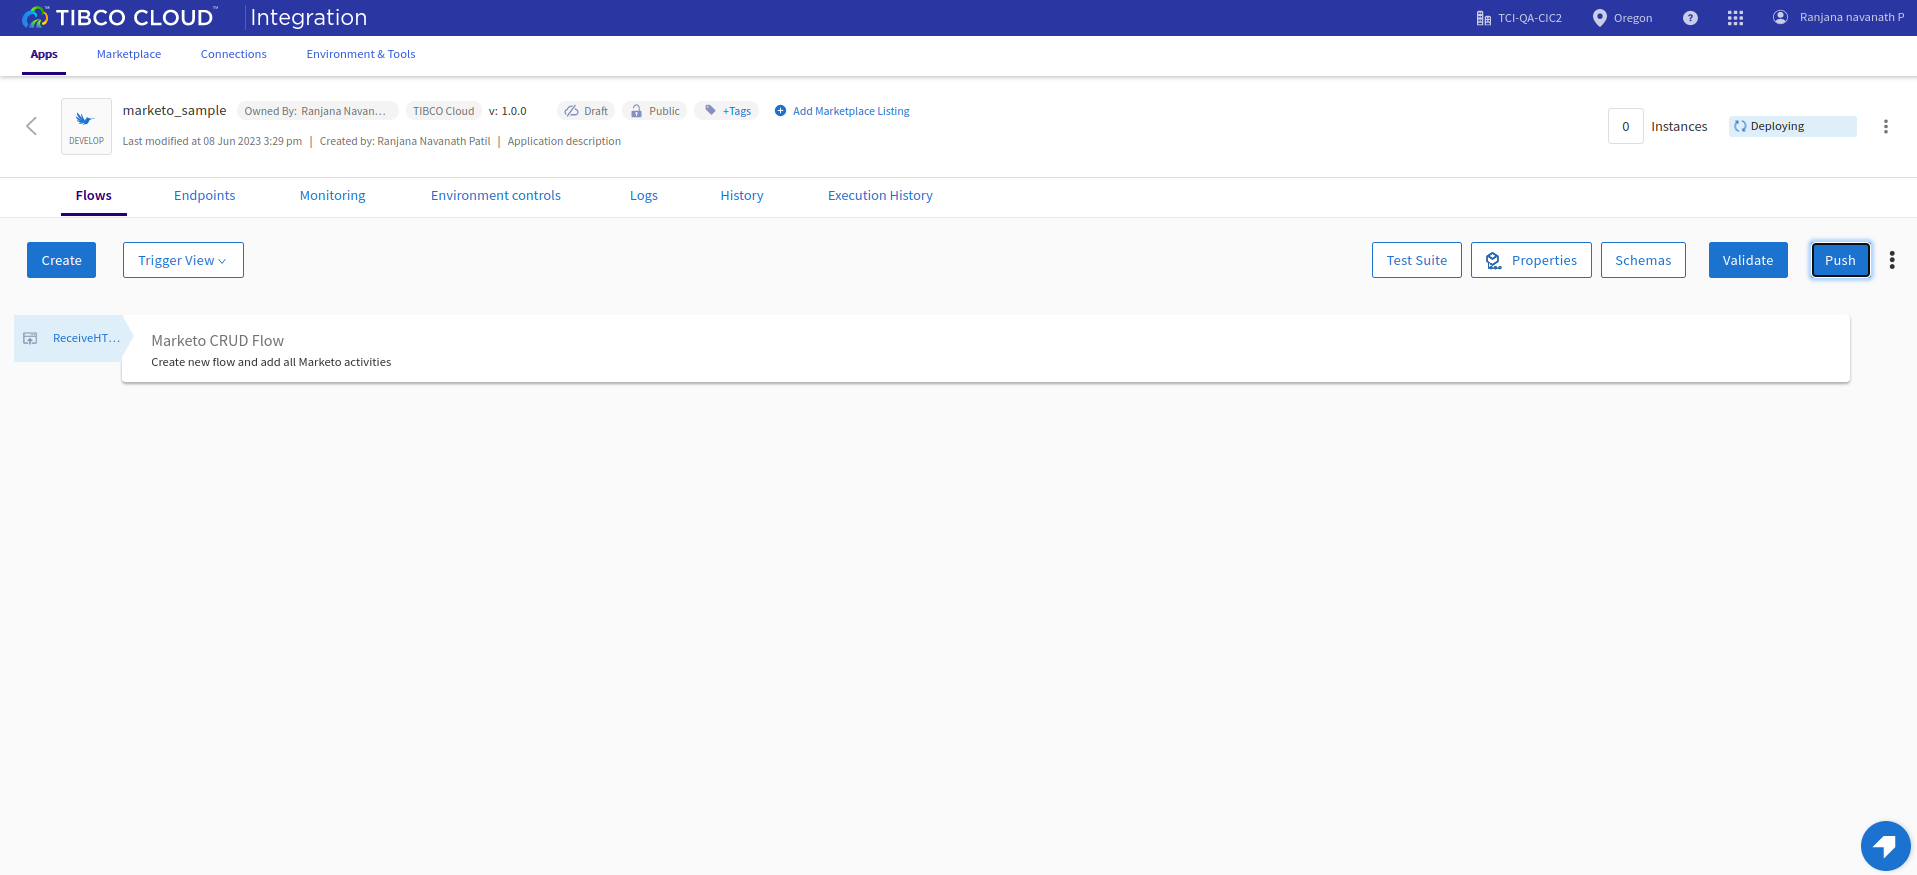 TIBCO CLOUD™ Integration
TCI-QA-CIC2 Oregon ? Ranjana navanath P
Apps Marketplace Connections Environment & Tools
marketo_sample Owned By: Ranjana Navan... TIBCO Cloud v: 1.0.0 Draft Public +Tags Add Marketplace Listing
DEVELOP
Last modified at 08 Jun 2023 3:29 pm | Created by: Ranjana Navanath Patil | Application description
0 Instances Deploying
Flows Endpoints Monitoring Environment controls Logs History Execution History
Create Trigger View Test Suite Properties Schemas Validate Push
ReceiveHT...
Marketo CRUD Flow
Create new flow and add all Marketo activities